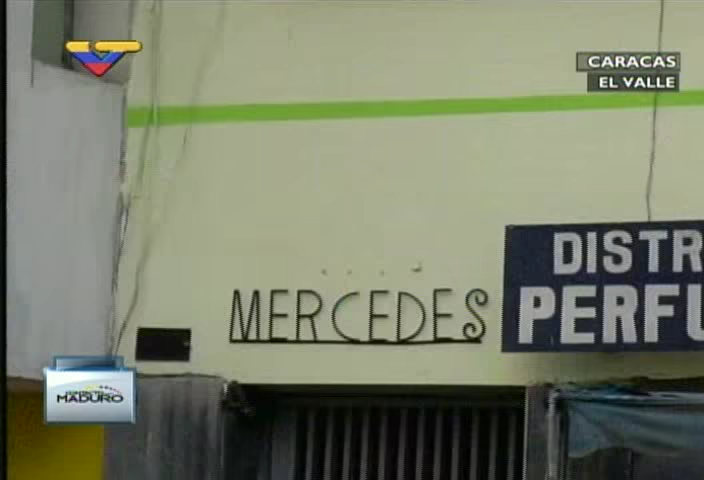 CARACAS
EL VALLE
DISTR
PERFU
MERCEDES
MADURO